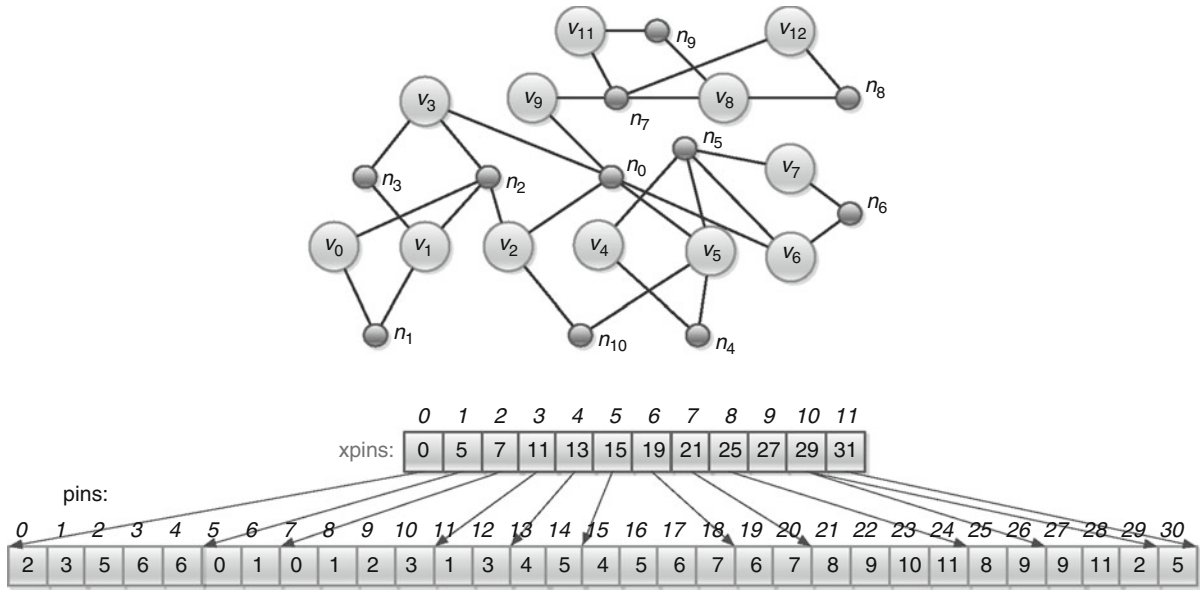 v11 n9 v12
v3 v9 n7 v8 n8
n5
n3 n2 n0 v7
n6
v0 v1 v2 v4 v5 v6
n1 n10 n4
0 1 2 3 4 5 6 7 8 9 10 11
xpins: 0 5 7 11 13 15 19 21 25 27 29 31
pins:
0 1 2 3 4 5 6 7 8 9 10 11 12 13 14 15 16 17 18 19 20 21 22 23 24 25 26 27 28 29 30
2 3 5 6 6 0 1 0 1 2 3 1 3 4 5 4 5 6 7 6 7 8 9 10 11 8 9 9 11 2 5